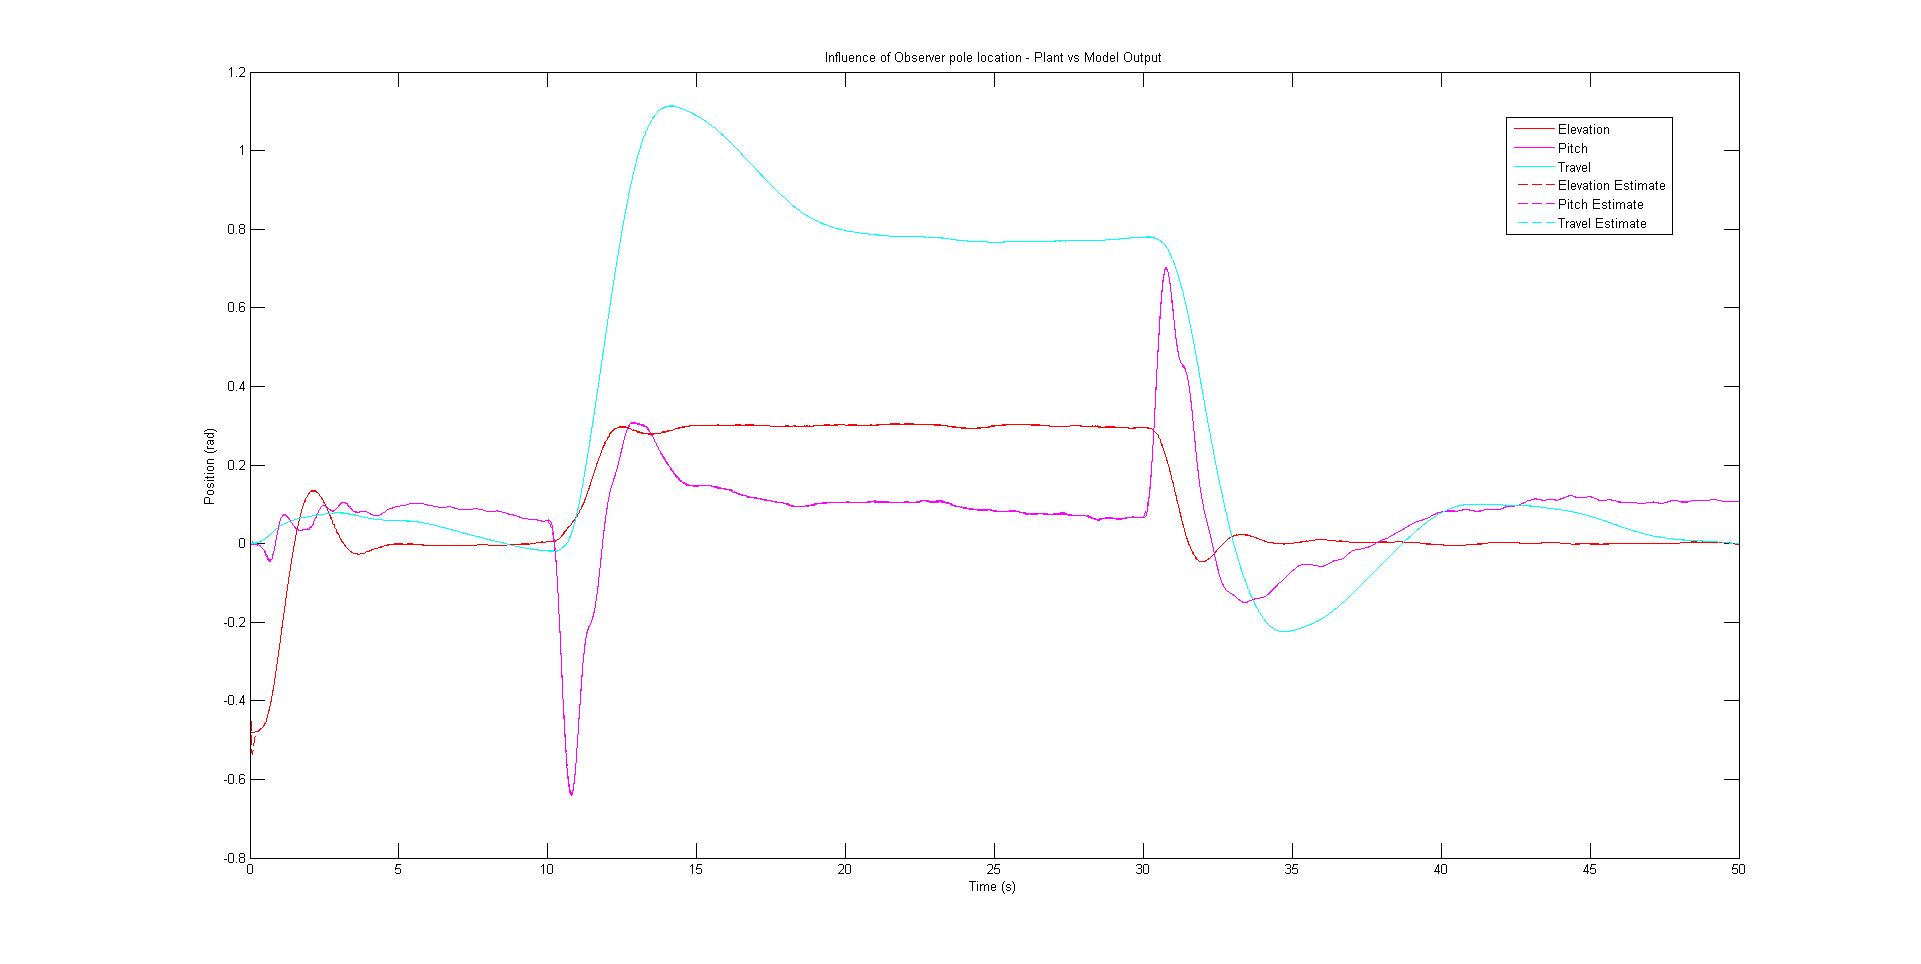 Influence of Observer pole location - Plant vs Model Output
1.2
1
0.8
0.6
0.4
0.2
0
-0.2
-0.4
-0.6
-0.8
Position (rad)
Elevation
Pitch
Travel
Elevation Estimate
Pitch Estimate
Travel Estimate
0 5 10 15 20 25 30 35 40 45 50
Time (s)